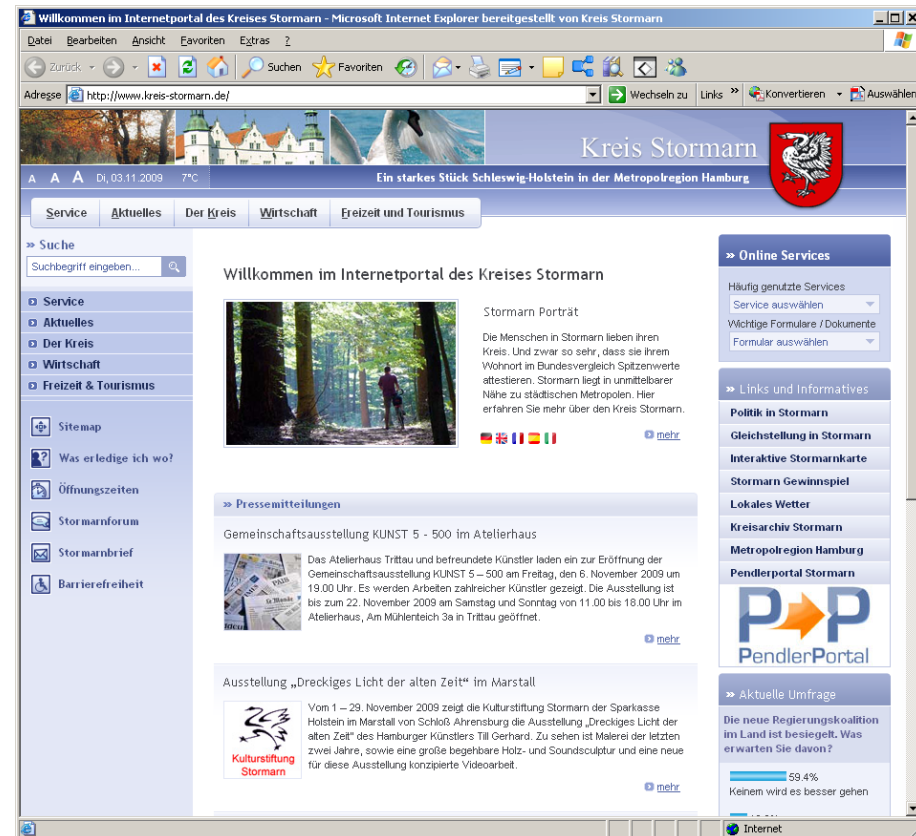 Willkommen im Internetportal des Kreises Stormarn - Microsoft Internet Explorer bereitgestellt von Kreis Stormarn
Datei Bearbeiten Ansicht Favoriten Extras ?
Zurück Suchen Favoriten
Adresse http://www.kreis-stormarn.de/ Wechseln zu Links » Konvertieren Auswählen
Kreis Stormarn
A A A Di, 03.11.2009 7°C Ein starkes Stück Schleswig-Holstein in der Metropolregion Hamburg
Service Aktuelles Der Kreis Wirtschaft Freizeit und Tourismus
» Suche
Suchbegriff eingeben...
Service
Aktuelles
Der Kreis
Wirtschaft
Freizeit & Tourismus
Sitemap
Was erledige ich wo?
Öffnungszeiten
Stormarnforum
Stormarnbrief
Barrierefreiheit
Willkommen im Internetportal des Kreises Stormarn
Stormarn Porträt
Die Menschen in Stormarn lieben ihren
Kreis. Und zwar so sehr, dass sie ihrem
Wohnort im Bundesvergleich Spitzenwerte
attestieren. Stormarn liegt in unmittelbarer
Nähe zu städtischen Metropolen. Hier
erfahren Sie mehr über den Kreis Stormarn.
mehr
» Pressemitteilungen
Gemeinschaftsausstellung KUNST 5 - 500 im Atelierhaus
Das Atelierhaus Trittau und befreundete Künstler laden ein zur Eröffnung der
Gemeinschaftsausstellung KUNST 5 – 500 am Freitag, den 6. November 2009 um
19.00 Uhr. Es werden Arbeiten zahlreicher Künstler gezeigt. Die Ausstellung ist
bis zum 22. November 2009 am Samstag und Sonntag von 11.00 bis 18.00 Uhr im
Atelierhaus, Am Mühlenteich 3a in Trittau geöffnet.
mehr
Ausstellung „Dreckiges Licht der alten Zeit“ im Marstall
Kulturstiftung
Stormarn
Vom 1 – 29. November 2009 zeigt die Kulturstiftung Stormarn der Sparkasse
Holstein im Marstall von Schloß Ahrensburg die Ausstellung „Dreckiges Licht der
alten Zeit“ des Hamburger Künstlers Till Gerhard. Zu sehen ist Malerei der letzten
zwei Jahre, sowie eine große begehbare Holz- und Soundsculptur und eine neue
für diese Ausstellung konzipierte Videoarbeit.
mehr
» Online Services
Häufig genutzte Services
Service auswählen
Wichtige Formulare / Dokumente
Formular auswählen
» Links und Informatives
Politik in Stormarn
Gleichstellung in Stormarn
Interaktive Stormarnkarte
Stormarn Gewinnspiel
Lokales Wetter
Kreisarchiv Stormarn
Metropolregion Hamburg
Pendlerportal Stormarn
PendlerPortal
» Aktuelle Umfrage
Die neue Regierungskoalition
im Land ist besiegelt. Was
erwarten Sie davon?
59.4%
Keinem wird es besser gehen
Internet